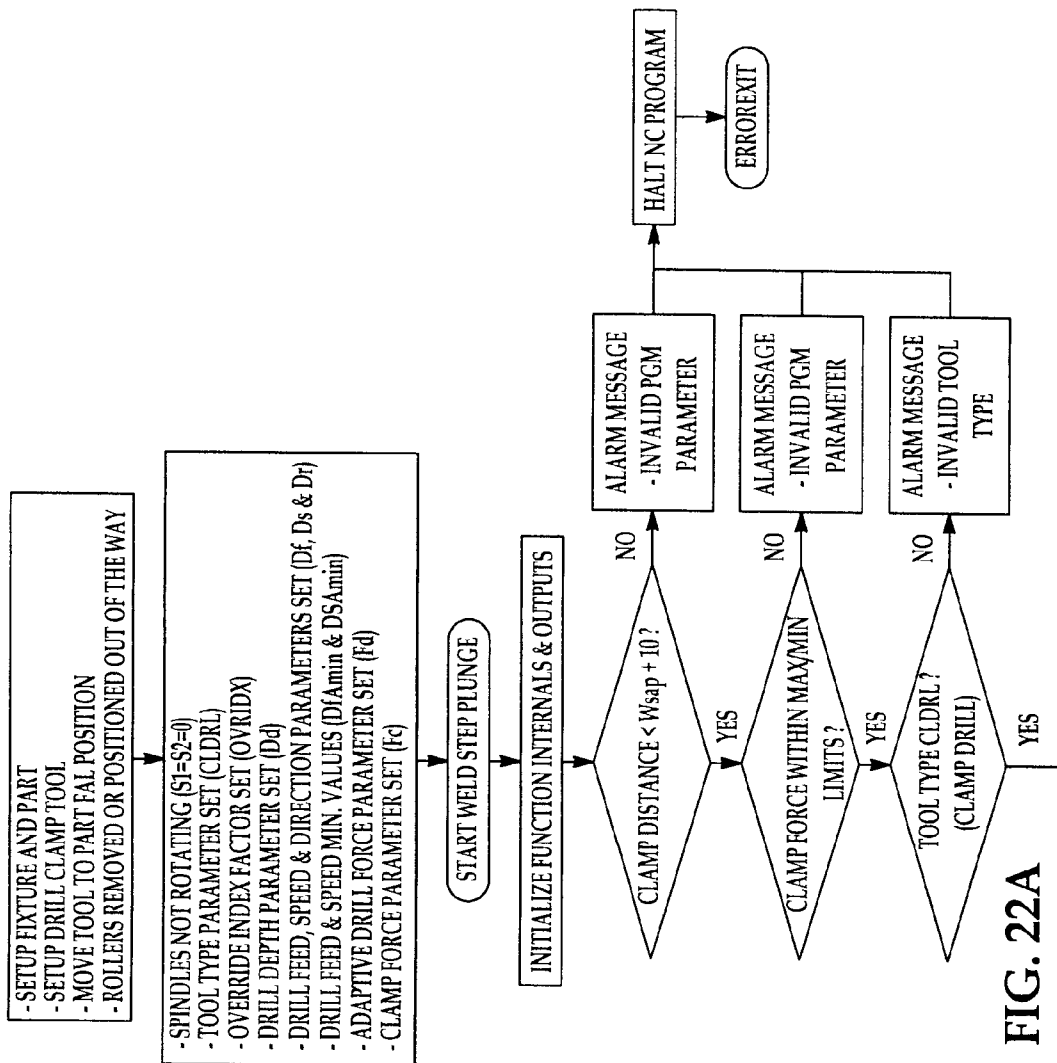 - SETUP FIXTURE AND PART
- SETUP DRILL CLAMP TOOL
- MOVE TOOL TO PART FAL POSITION
- ROLLERS REMOVED OR POSITIONED OUT OF THE WAY
- SPINDLES NOT ROTATING (S1=S2=0)
- TOOL TYPE PARAMETER SET (CLDRL)
- OVERRIDE INDEX FACTOR SET (OVRIDX)
- DRILL DEPTH PARAMETER SET (Dd)
- DRILL FEED, SPEED & DIRECTION PARAMETERS SET (Df, Ds & Dr)
- DRILL FEED & SPEED MIN. VALUES (DfAmin & DSAmin)
- ADAPTIVE DRILL FORCE PARAMETER SET (Fd)
- CLAMP FORCE PARAMETER SET (Fc)
START WELD STEP PLUNGE
INITIALIZE FUNCTION INTERNALS & OUTPUTS
CLAMP DISTANCE < Wsap + 10 ?
NO
ALARM MESSAGE
- INVALID PGM
PARAMETER
YES
CLAMP FORCE WITHIN MAX/MIN
LIMITS ?
NO
ALARM MESSAGE
- INVALID PGM
PARAMETER
YES
TOOL TYPE CLDRL ?
(CLAMP DRILL)
NO
ALARM MESSAGE
- INVALID TOOL
TYPE
YES
HALT NC PROGRAM
ERROREXIT
FIG. 22A